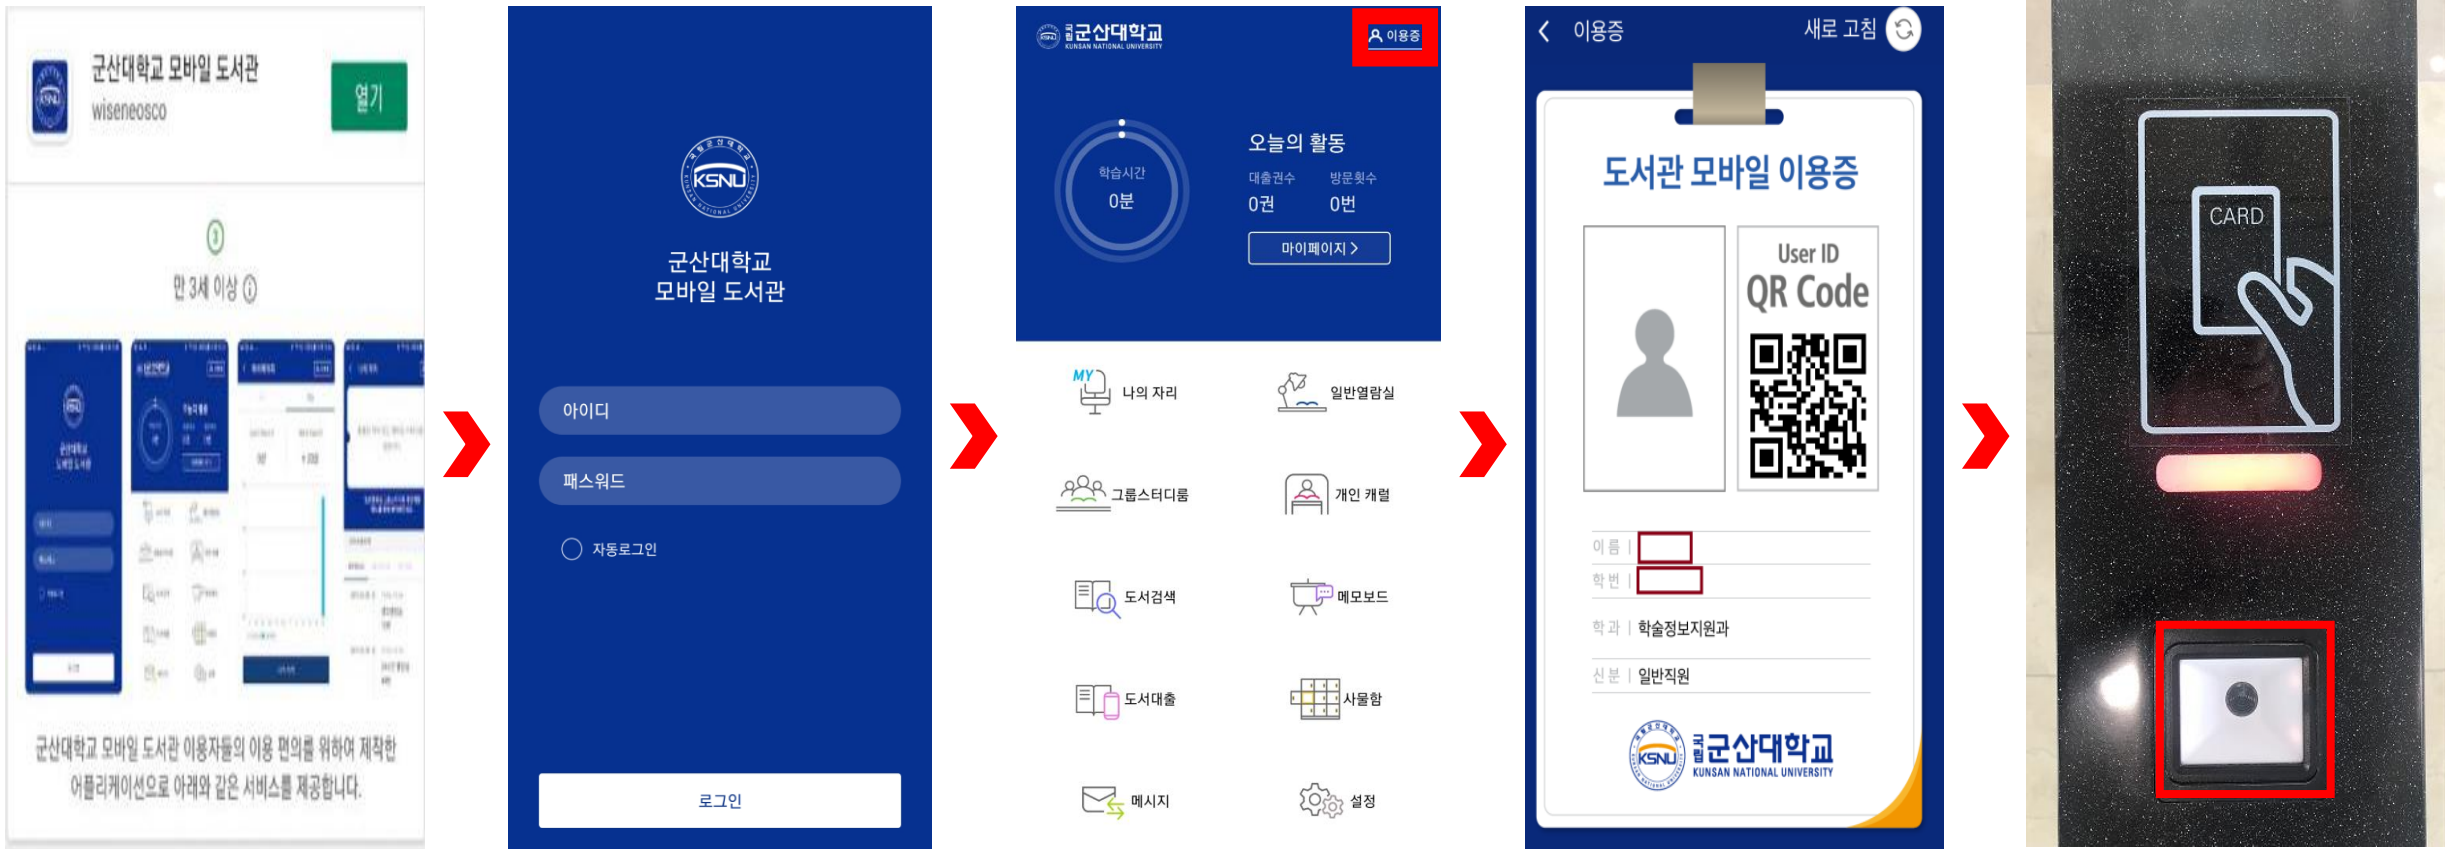 군산대학교 모바일 도서관
wiseneosco
열기
3
만 3세 이상
군산대학교 모바일 도서관 이용자들의 이용 편의를 위하여 제작한
어플리케이션으로 아래와 같은 서비스를 제공합니다.
KSNU
군산대학교
모바일 도서관
아이디
패스워드
자동로그인
로그인
국립군산대학교
KUNSAN NATIONAL UNIVERSITY
이용증
학습시간
0분
오늘의 활동
대출권수 방문횟수
0권 0번
마이페이지 >
MY
나의 자리
일반열람실
그룹스터디룸
개인 캐럴
도서검색
메모보드
도서대출
사물함
메시지
설정
이용증
새로 고침
도서관 모바일 이용증
User ID
QR Code
이름 |
학번 |
학과 | 학술정보지원과
신분 | 일반직원
KSNU
국립군산대학교
KUNSAN NATIONAL UNIVERSITY
CARD